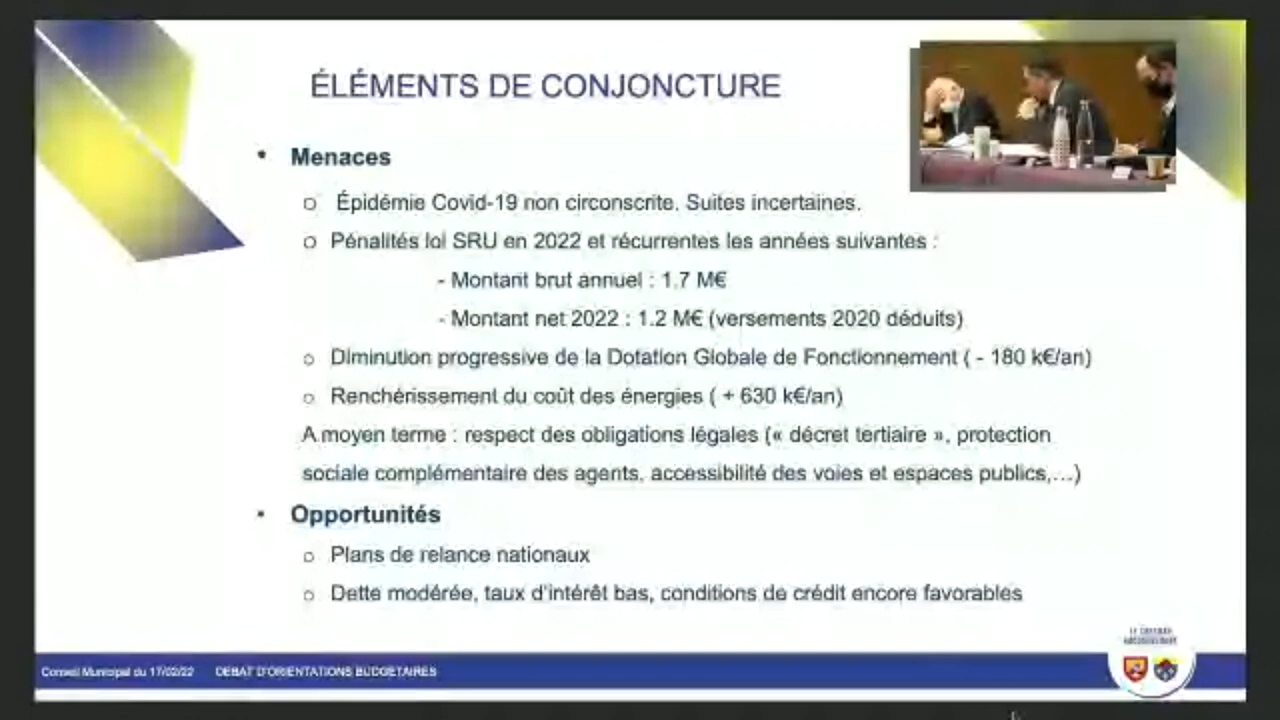 ÉLÉMENTS DE CONJONCTURE
• Menaces
o Épidémie Covid-19 non circonscrite. Suites incertaines.
o Pénalités loi SRU en 2022 et récurrentes les années suivantes :
- Montant brut annuel : 1.7 M€
- Montant net 2022 : 1.2 M€ (versements 2020 déduits)
o Diminution progressive de la Dotation Globale de Fonctionnement ( - 180 k€/an)
o Renchérissement du coût des énergies ( + 630 k€/an)
A moyen terme : respect des obligations légales (« décret tertiaire », protection
sociale complémentaire des agents, accessibilité des voies et espaces publics,…)
• Opportunités
o Plans de relance nationaux
o Dette modérée, taux d'intérêt bas, conditions de crédit encore favorables
Conseil Municipal du 17/02/22 DEBAT D'ORIENTATIONS BUDGETAIRES
LE CHESNAY
ROCQUENCOURT